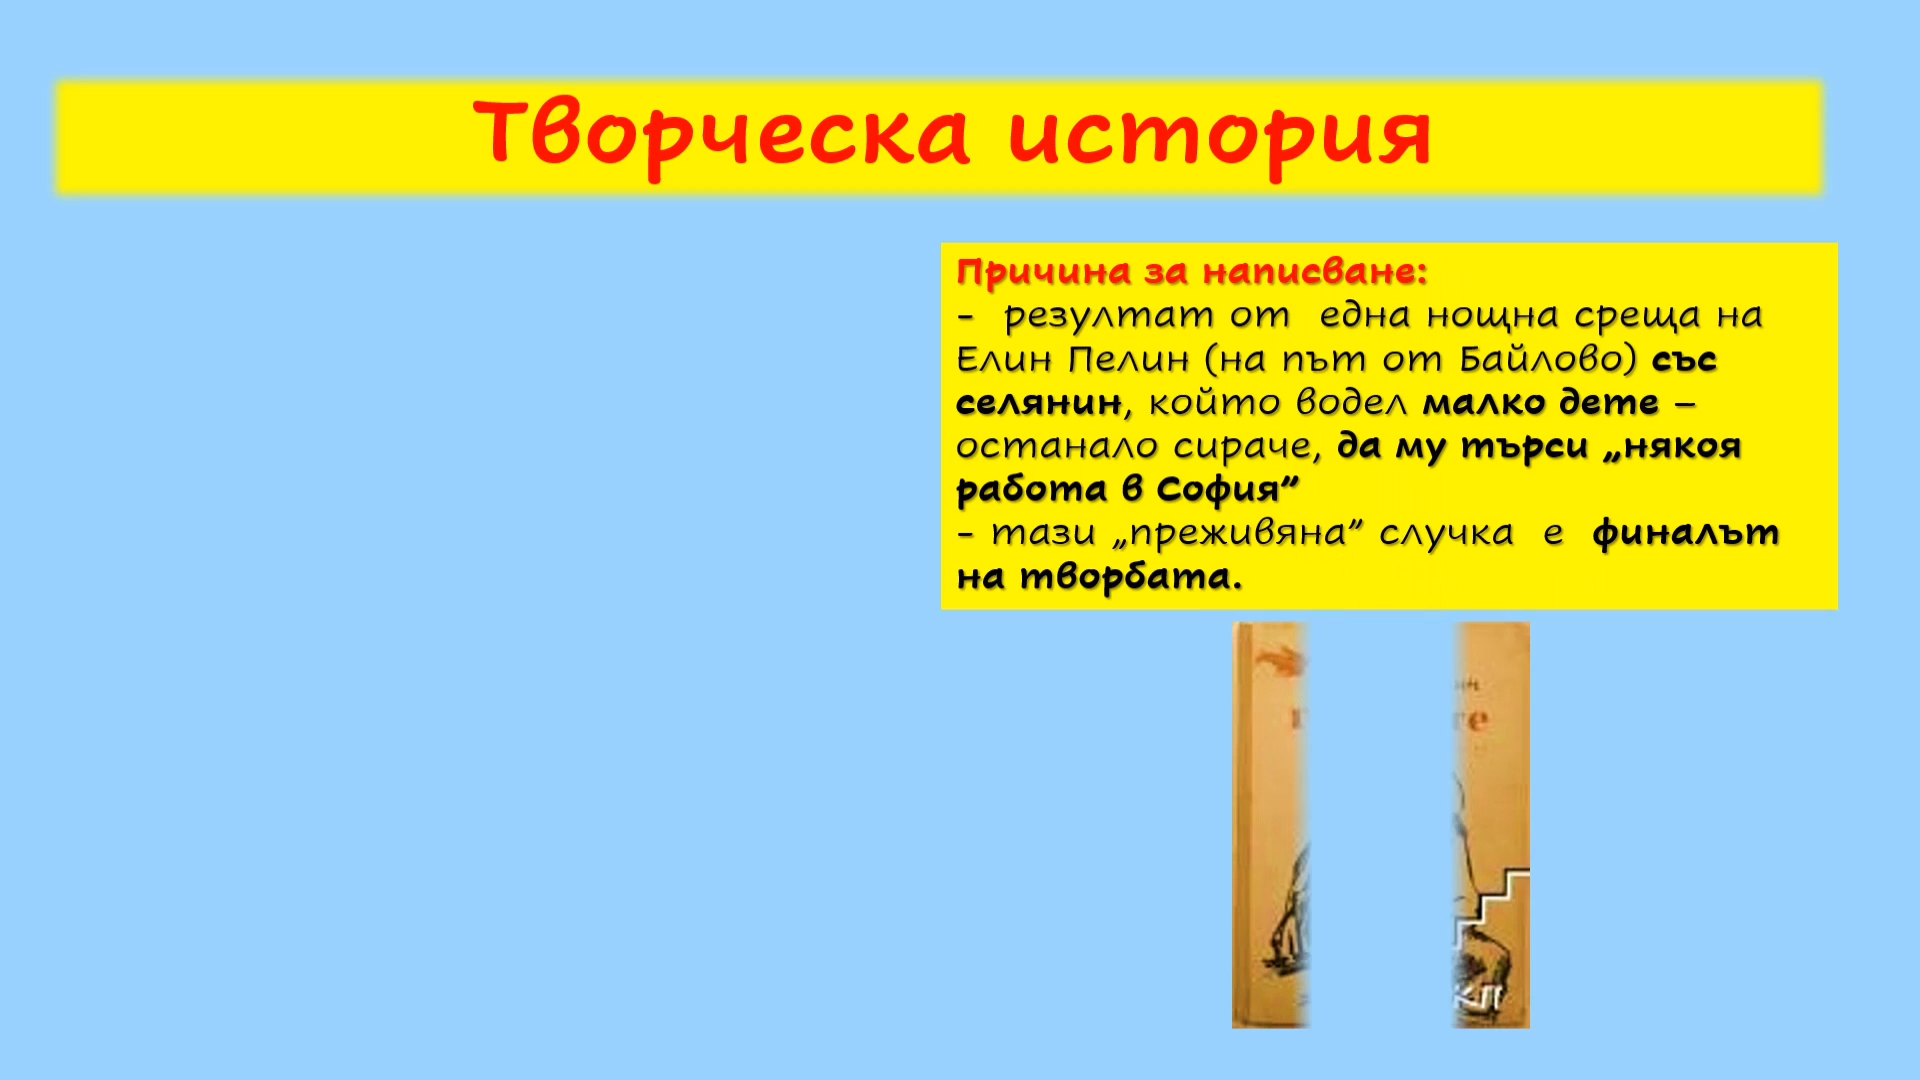 Творческа история
Причина за написване:
- резултат от една нощна среща на
Елин Пелин (на път от Байлово) със
селянин, който водел малко дете –
останало сираче, да му търси „някоя
работа в София”
- тази „преживяна” случка е финалът
на творбата.